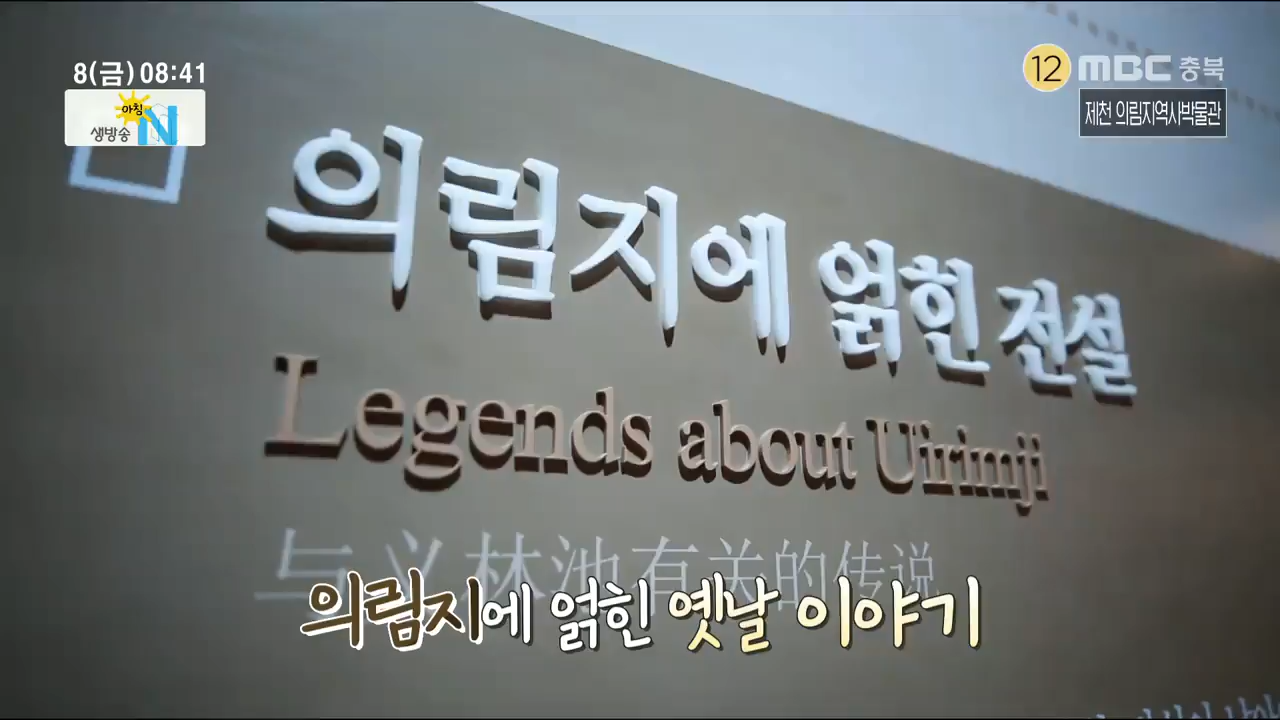 8(금) 08:41
아침
생방송 N
12 MBC 충북
제천 의림지역사박물관
의림지에 얽힌 전설
Legends about Uirimji
与义林池有关的传说
의림지에 얽힌 옛날 이야기